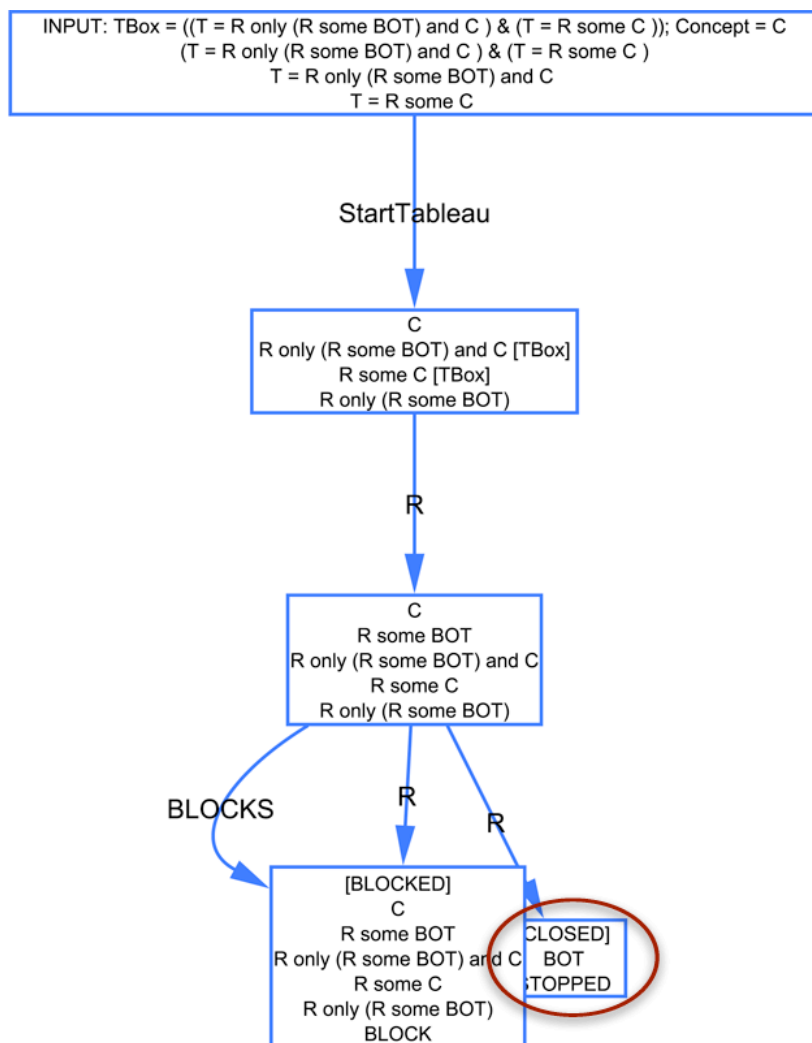 INPUT: TBox = ((T = R only (R some BOT) and C ) & (T = R some C )); Concept = C
(T = R only (R some BOT) and C ) & (T = R some C )
T = R only (R some BOT) and C
T = R some C
StartTableau
C
R only (R some BOT) and C [TBox]
R some C [TBox]
R only (R some BOT)
R
C
R some BOT
R only (R some BOT) and C
R some C
R only (R some BOT)
BLOCKS
R
R
[BLOCKED]
C
R some BOT
R only (R some BOT) and C
R some C
R only (R some BOT)
BLOCK
CLOSED]
BOT
STOPPED